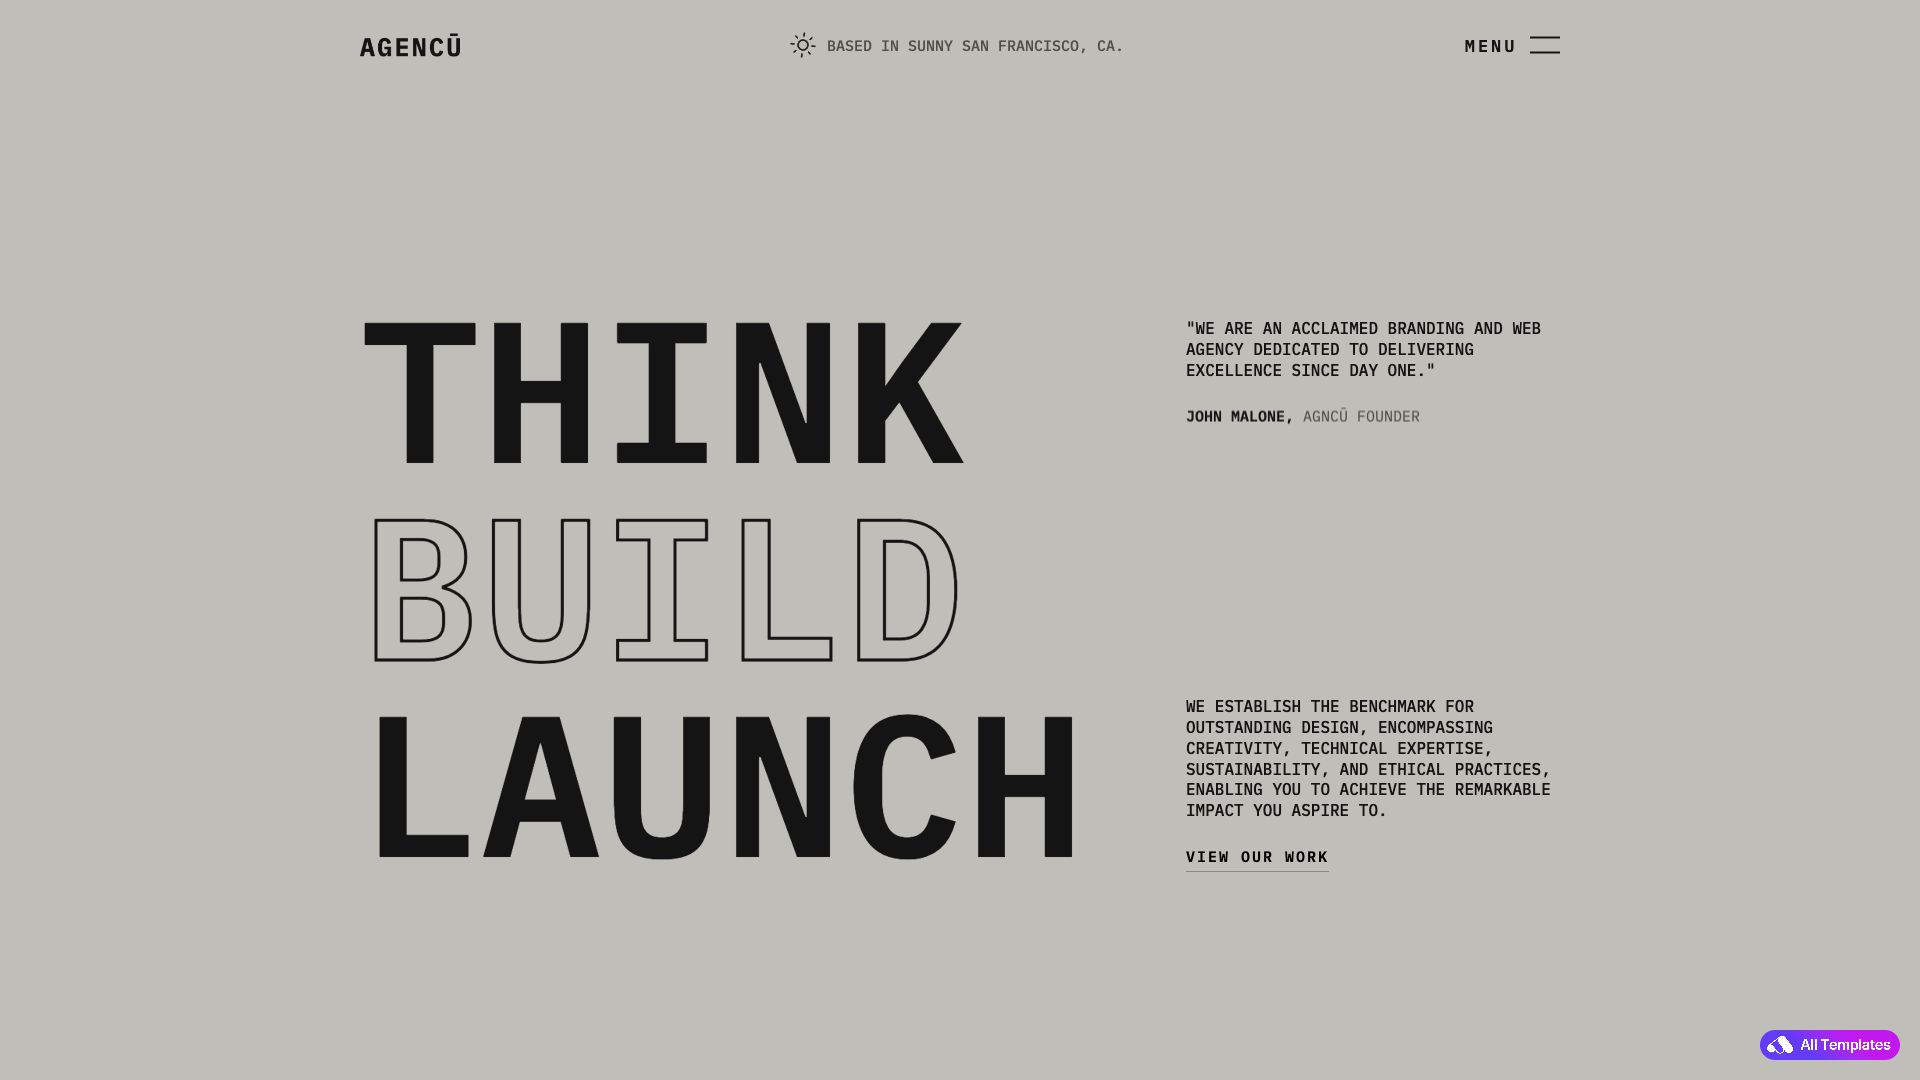 AGENCŪ
BASED IN SUNNY SAN FRANCISCO, CA.
MENU
THINK
BUILD
LAUNCH
"WE ARE AN ACCLAIMED BRANDING AND WEB
AGENCY DEDICATED TO DELIVERING
EXCELLENCE SINCE DAY ONE."
JOHN MALONE, AGNCŪ FOUNDER
WE ESTABLISH THE BENCHMARK FOR
OUTSTANDING DESIGN, ENCOMPASSING
CREATIVITY, TECHNICAL EXPERTISE,
SUSTAINABILITY, AND ETHICAL PRACTICES,
ENABLING YOU TO ACHIEVE THE REMARKABLE
IMPACT YOU ASPIRE TO.
VIEW OUR WORK
All Templates